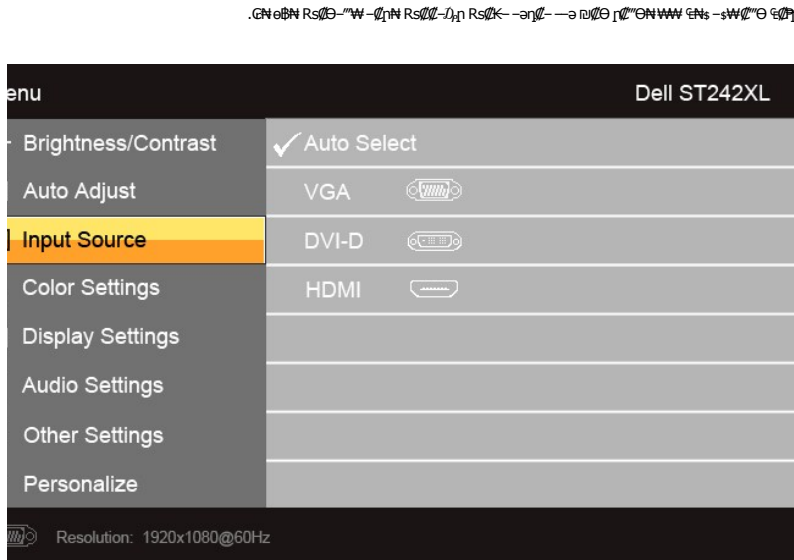 enu
Dell ST242XL
Brightness/Contrast
Auto Select
Auto Adjust
VGA
Input Source
DVI-D
Color Settings
HDMI
Display Settings
Audio Settings
Other Settings
Personalize
Resolution: 1920x1080@60Hz